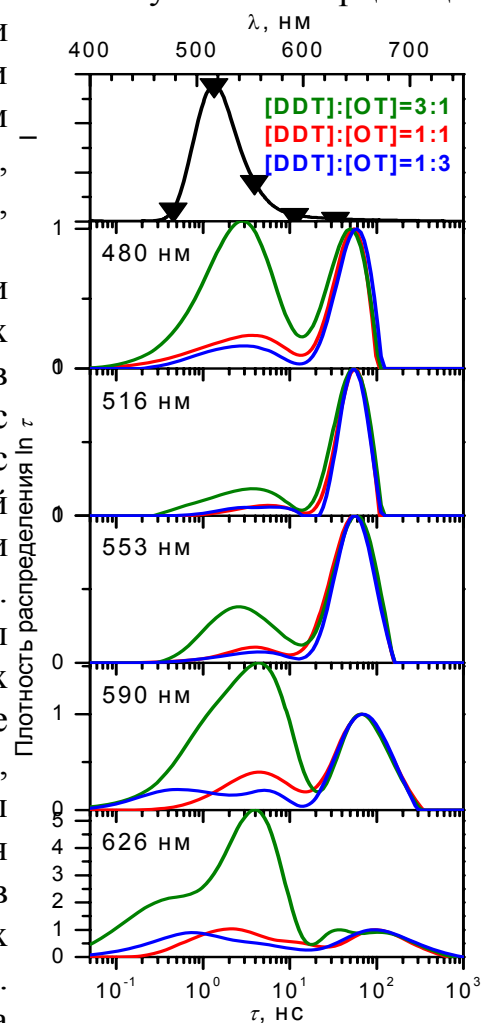 λ, нм
400 500 600 700
I
[DDT]:[OT]=3:1
[DDT]:[OT]=1:1
[DDT]:[OT]=1:3
1
480 нм
0
516 нм
0
553 нм
0
590 нм
1
0
626 нм
5
4
3
2
1
0
Плотность распределения ln τ
10⁻¹ 10⁰ 10¹ 10² 10³
τ, нс